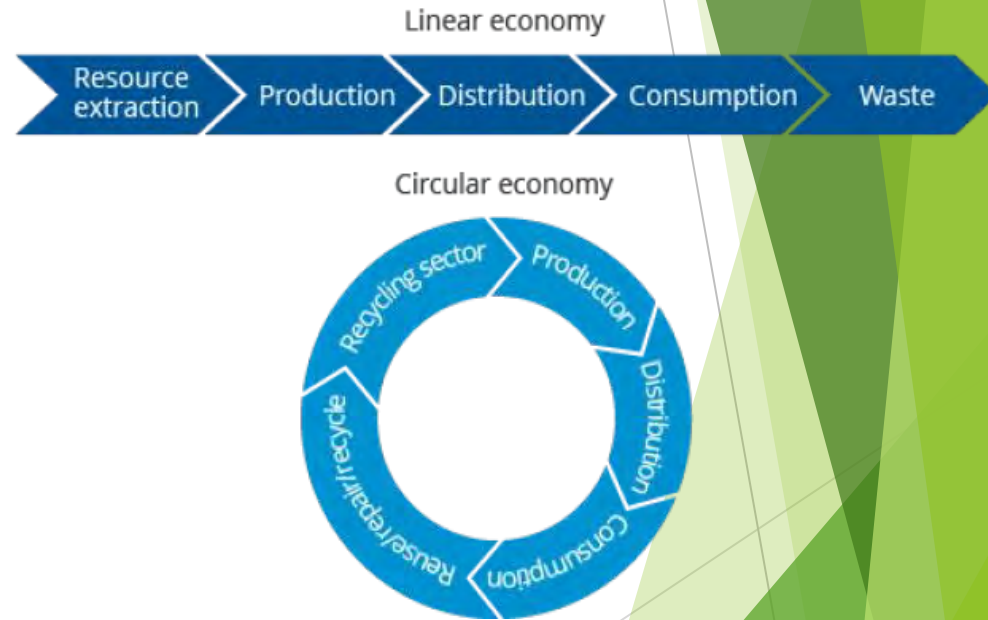 Linear economy
Resource
extraction
Production
Distribution
Consumption
Waste
Circular economy
Production
Distribution
Consumption
Reuse/repair/recycle
Recycling sector